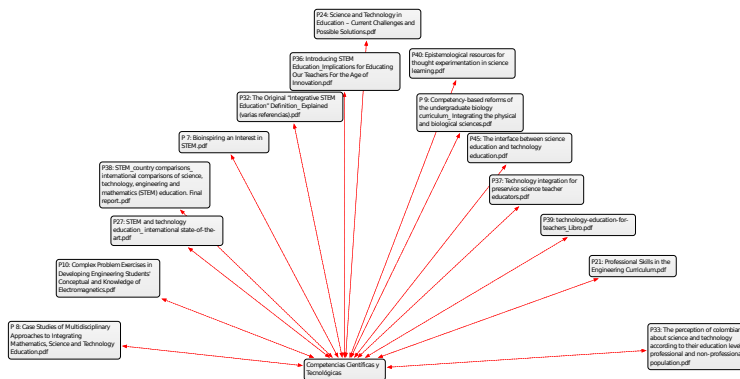 P24: Science and Technology in
Education – Current Challenges and
Possible Solutions.pdf
P36: Introducing STEM
Education_Implications for Educating
Our Teachers For the Age of
Innovation.pdf
P40: Epistemological resources for
thought experimentation in science
learning.pdf
P32: The Original "Integrative STEM
Education" Definition_ Explained
(varias referencias).pdf
P 9: Competency-based reforms of
the undergraduate biology
curriculum_ Integrating the physical
and biological sciences.pdf
P 7: Bioinspiring an Interest in
STEM.pdf
P45: The interface between science
education and technology
education.pdf
P38: STEM_country comparisons_
international comparisons of science,
technology, engineering and
mathematics (STEM) education. Final
report..pdf
P37: Technology integration for
preservice science teacher
educators.pdf
P27: STEM and technology
education_ international state-of-the-
art.pdf
P39: technology-education-for-
teachers_Libro.pdf
P10: Complex Problem Exercises in
Developing Engineering Students'
Conceptual and Knowledge of
Electromagnetics.pdf
P21: Professional Skills in the
Engineering Curriculum.pdf
P 8: Case Studies of Multidisciplinary
Approaches to Integrating
Mathematics, Science and Technology
Education.pdf
P33: The perception of colombian
about science and technology
according to their education leve
professional and non-professiona
population.pdf
Competencias Científicas y
Tecnológicas